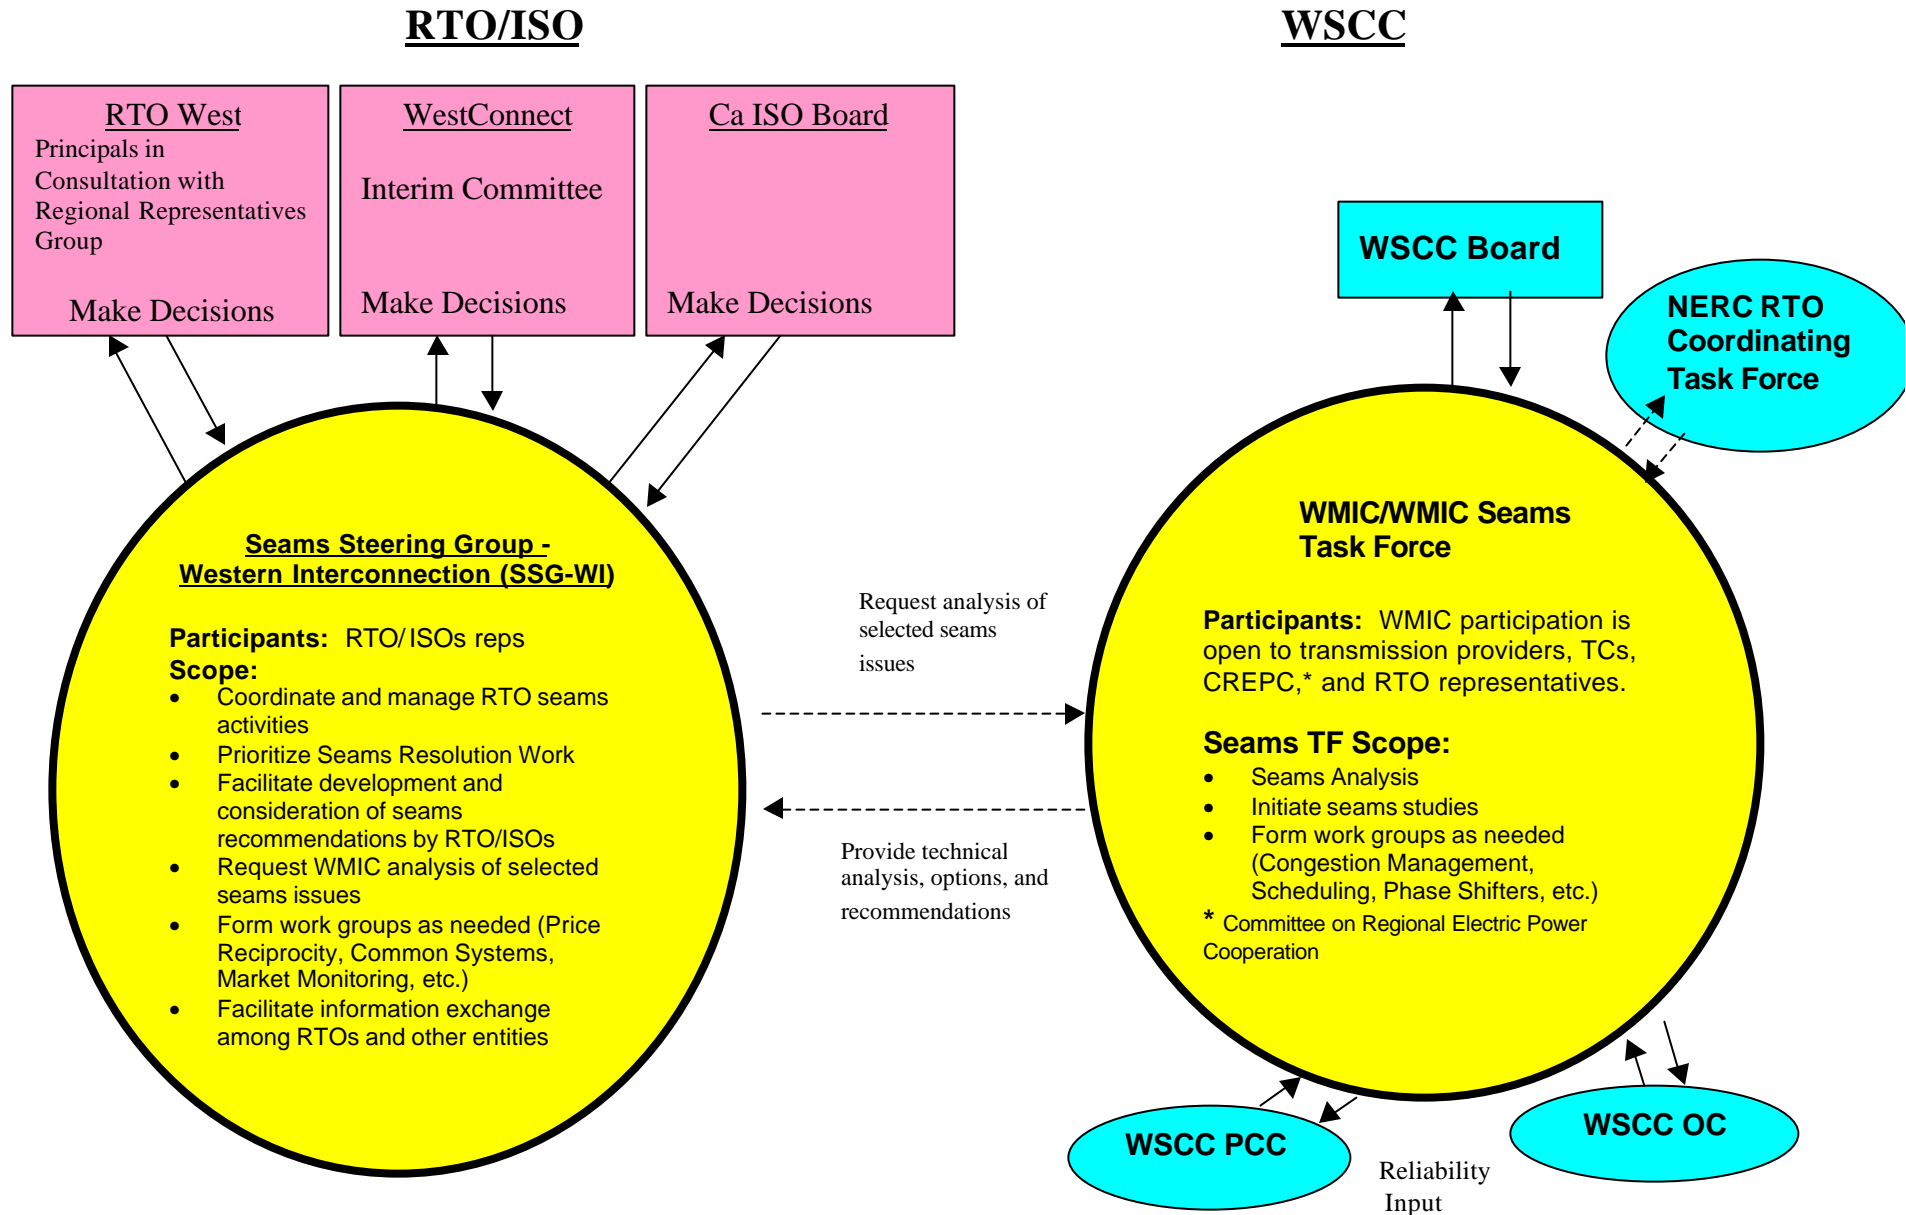 RTO/ISO
WSCC
RTO West
Principals in
Consultation with
Regional Representatives
Group
Make Decisions
WestConnect
Interim Committee
Make Decisions
Ca ISO Board
Make Decisions
WSCC Board
NERC RTO
Coordinating
Task Force
Seams Steering Group -
Western Interconnection (SSG-WI)
Participants: RTO/ISOs reps
Scope:
• Coordinate and manage RTO seams
activities
• Prioritize Seams Resolution Work
• Facilitate development and
consideration of seams
recommendations by RTO/ISOs
• Request WMIC analysis of selected
seams issues
• Form work groups as needed (Price
Reciprocity, Common Systems,
Market Monitoring, etc.)
• Facilitate information exchange
among RTOs and other entities
Request analysis of
selected seams
issues
Provide technical
analysis, options, and
recommendations
WMIC/WMIC Seams
Task Force
Participants: WMIC participation is
open to transmission providers, TCs,
CREPC,* and RTO representatives.
Seams TF Scope:
• Seams Analysis
• Initiate seams studies
• Form work groups as needed
(Congestion Management,
Scheduling, Phase Shifters, etc.)
* Committee on Regional Electric Power
Cooperation
WSCC PCC
WSCC OC
Reliability
Input